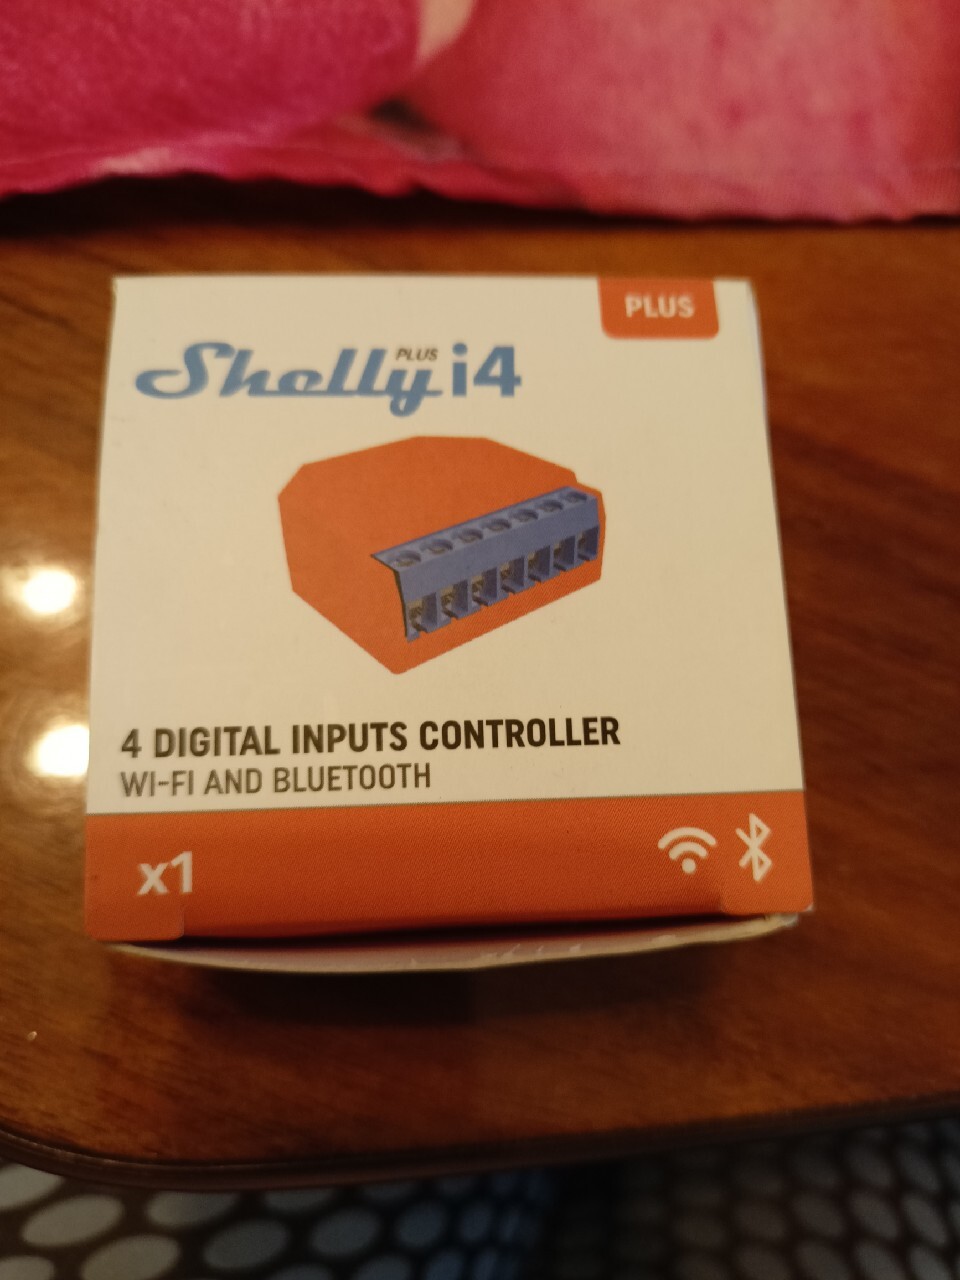 PLUS
Shelly PLUS i4
4 DIGITAL INPUTS CONTROLLER
WI-FI AND BLUETOOTH
x1